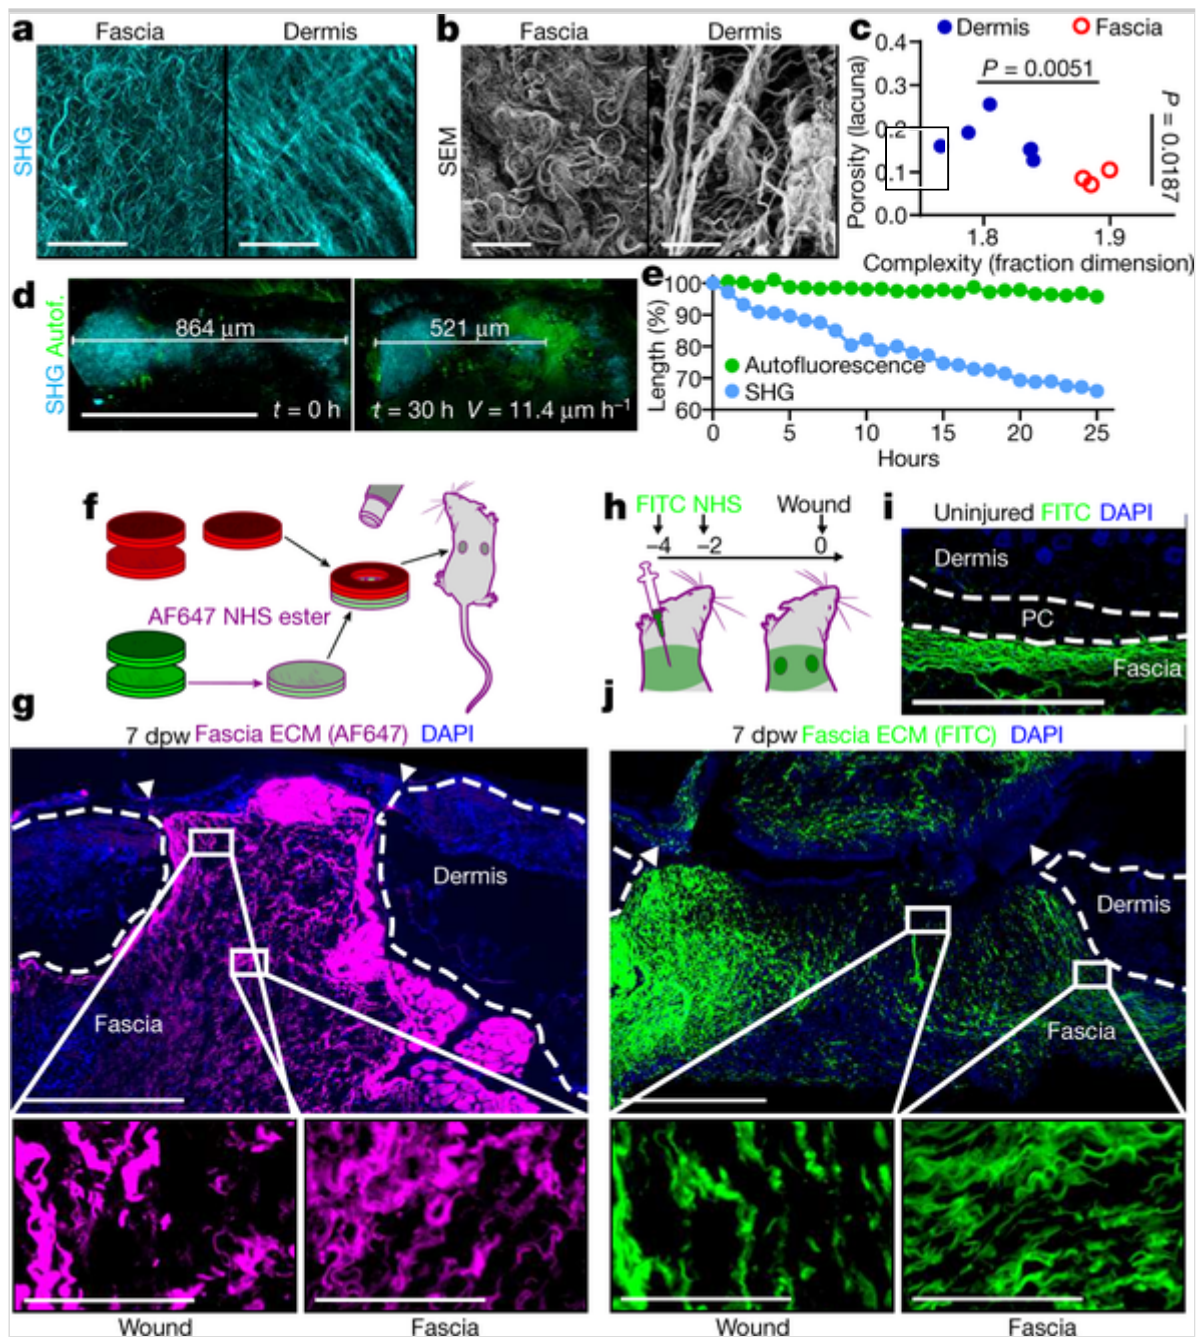 a
Fascia
Dermis
SHG
b
Fascia
Dermis
SEM
c
Dermis
Fascia
P = 0.0051
P = 0.0187
Porosity (lacuna)
0.4
0.3
0.2
0.1
0.0
1.8
1.9
Complexity (fraction dimension)
d
SHG Autof.
864 µm
t = 0 h
521 µm
t = 30 h V = 11.4 µm h–1
e
Length (%)
100
90
80
70
60
Autofluorescence
SHG
0
5
10
15
20
25
Hours
f
AF647 NHS ester
h
FITC NHS
Wound
–4
–2
0
i
Uninjured FITC DAPI
Dermis
PC
Fascia
g
7 dpw Fascia ECM (AF647) DAPI
Dermis
Fascia
Wound
Fascia
j
7 dpw Fascia ECM (FITC) DAPI
Dermis
Fascia
Wound
Fascia